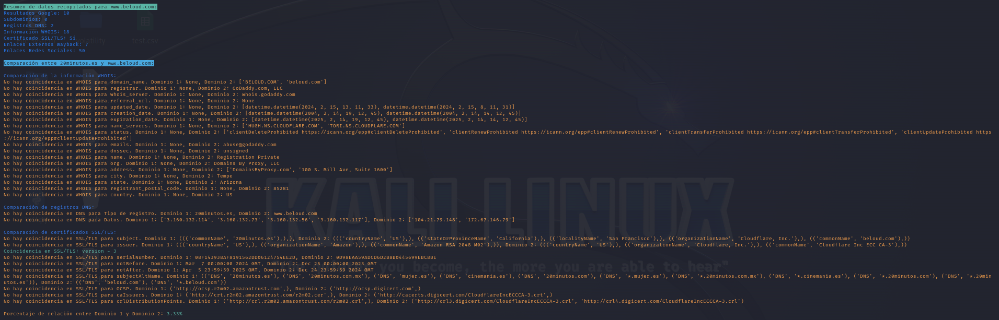 Resumen de datos recopilados para www.beloud.com:
Resultados Google: 10
Subdominios: 0
Registros DNS: 2
Información WHOIS: 18
Certificado SSL/TLS: Sí
Enlaces Externos Wayback: 7
Enlaces Redes Sociales: 50
test.csv
Comparación entre 20minutos.es y www.beloud.com:
Comparación de la información WHOIS:
No hay coincidencia en WHOIS para domain_name. Dominio 1: None, Dominio 2: ['BELOUD.COM', 'beloud.com']
No hay coincidencia en WHOIS para registrar. Dominio 1: None, Dominio 2: GoDaddy.com, LLC
No hay coincidencia en WHOIS para whois_server. Dominio 1: None, Dominio 2: whois.godaddy.com
No hay coincidencia en WHOIS para referral_url. Dominio 1: None, Dominio 2: None
No hay coincidencia en WHOIS para updated_date. Dominio 1: None, Dominio 2: [datetime.datetime(2024, 2, 15, 13, 11, 33), datetime.datetime(2024, 2, 15, 8, 11, 31)]
No hay coincidencia en WHOIS para creation_date. Dominio 1: None, Dominio 2: [datetime.datetime(2004, 2, 14, 19, 12, 45), datetime.datetime(2004, 2, 14, 14, 12, 45)]
No hay coincidencia en WHOIS para expiration_date. Dominio 1: None, Dominio 2: [datetime.datetime(2025, 2, 14, 19, 12, 45), datetime.datetime(2025, 2, 14, 14, 12, 45)]
No hay coincidencia en WHOIS para name_servers. Dominio 1: None, Dominio 2: ['HUGH.NS.CLOUDFLARE.COM', 'TORI.NS.CLOUDFLARE.COM']
No hay coincidencia en WHOIS para status. Dominio 1: None, Dominio 2: ['clientDeleteProhibited https://icann.org/epp#clientDeleteProhibited', 'clientRenewProhibited https://icann.org/epp#clientRenewProhibited', 'clientTransferProhibited https://icann.org/epp#clientTransferProhibited', 'clientUpdateProhibited https
://icann.org/epp#clientUpdateProhibited']
No hay coincidencia en WHOIS para emails. Dominio 1: None, Dominio 2: abuse@godaddy.com
No hay coincidencia en WHOIS para dnssec. Dominio 1: None, Dominio 2: unsigned
No hay coincidencia en WHOIS para name. Dominio 1: None, Dominio 2: Registration Private
No hay coincidencia en WHOIS para org. Dominio 1: None, Dominio 2: Domains By Proxy, LLC
No hay coincidencia en WHOIS para address. Dominio 1: None, Dominio 2: ['DomainsByProxy.com', '100 S. Mill Ave, Suite 1600']
No hay coincidencia en WHOIS para city. Dominio 1: None, Dominio 2: Tempe
No hay coincidencia en WHOIS para state. Dominio 1: None, Dominio 2: Arizona
No hay coincidencia en WHOIS para registrant_postal_code. Dominio 1: None, Dominio 2: 85281
No hay coincidencia en WHOIS para country. Dominio 1: None, Dominio 2: US
KALI LINUX
Comparación de registros DNS:
No hay coincidencia en DNS para Tipo de registro. Dominio 1: 20minutos.es, Dominio 2: www.beloud.com
No hay coincidencia en DNS para Datos. Dominio 1: ['3.160.132.114', '3.160.132.73', '3.160.132.56', '3.160.132.117'], Dominio 2: ['104.21.79.148', '172.67.146.79']
Comparación de certificados SSL/TLS:
No hay coincidencia en SSL/TLS para subject. Dominio 1: ((('commonName', '20minutos.es'),),), Dominio 2: ((('countryName', 'US'),), (('stateOrProvinceName', 'California'),), (('localityName', 'San Francisco'),), (('organizationName', 'Cloudflare, Inc.'),), (('commonName', 'beloud.com'),))
No hay coincidencia en SSL/TLS para issuer. Dominio 1: ((('countryName', 'US'),), (('organizationName', 'Amazon'),), (('commonName', 'Amazon RSA 2048 M02'),)), Dominio 2: ((('countryName', 'US'),), (('organizationName', 'Cloudflare, Inc.'),), (('commonName', 'Cloudflare Inc ECC CA-3'),))
Coincidencia en SSL/TLS: version - 3
No hay coincidencia en SSL/TLS para serialNumber. Dominio 1: 08F143938AF8191562DD06124754EE2D, Dominio 2: 0D98EAA59ADCD6D2B8B0445699EBC8BE
No hay coincidencia en SSL/TLS para notBefore. Dominio 1: Mar  7 00:00:00 2024 GMT, Dominio 2: Dec 25 00:00:00 2023 GMT
you become, the more you are able to hear"
No hay coincidencia en SSL/TLS para notAfter. Dominio 1: Apr  5 23:59:59 2025 GMT, Dominio 2: Dec 24 23:59:59 2024 GMT
No hay coincidencia en SSL/TLS para subjectAltName. Dominio 1: (('DNS', '20minutos.es'), ('DNS', '20minutos.com.mx'), ('DNS', 'mujer.es'), ('DNS', 'cinemania.es'), ('DNS', '20minutos.com'), ('DNS', '*.mujer.es'), ('DNS', '*.20minutos.com.mx'), ('DNS', '*.cinemania.es'), ('DNS', '*.20minutos.com'), ('DNS', '*.20min
utos.es')), Dominio 2: (('DNS', 'beloud.com'), ('DNS', '*.beloud.com'))
No hay coincidencia en SSL/TLS para OCSP. Dominio 1: ('http://ocsp.r2m02.amazontrust.com',), Dominio 2: ('http://ocsp.digicert.com',)
No hay coincidencia en SSL/TLS para caIssuers. Dominio 1: ('http://crt.r2m02.amazontrust.com/r2m02.cer',), Dominio 2: ('http://cacerts.digicert.com/CloudflareIncECCCA-3.crt',)
No hay coincidencia en SSL/TLS para crlDistributionPoints. Dominio 1: ('http://crl.r2m02.amazontrust.com/r2m02.crl',), Dominio 2: ('http://crl3.digicert.com/CloudflareIncECCCA-3.crl', 'http://crl4.digicert.com/CloudflareIncECCCA-3.crl')
Porcentaje de relación entre Dominio 1 y Dominio 2: 3.33%